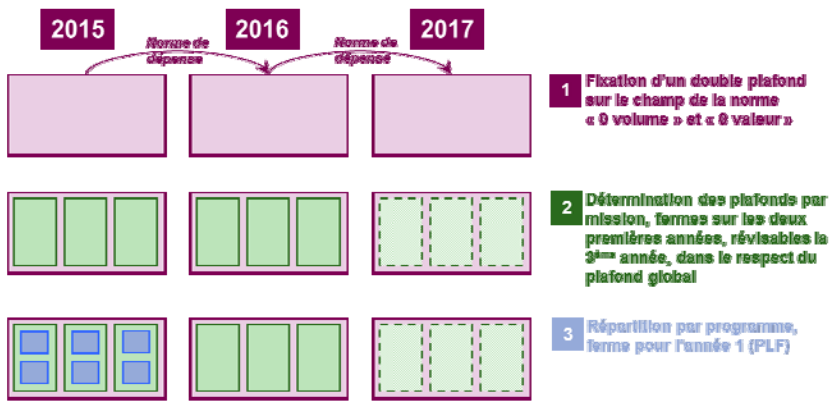 2015
2016
2017
Norme de
dépense
Norme de
dépense
1
Fixation d'un double plafond
sur le champ de la norme
« 0 volume » et « 0 valeur »
2
Détermination des plafonds par
mission, fermes sur les deux
premières années, révisables la
3ème année, dans le respect du
plafond global
3
Répartition par programme,
ferme pour l'année 1 (PLF)